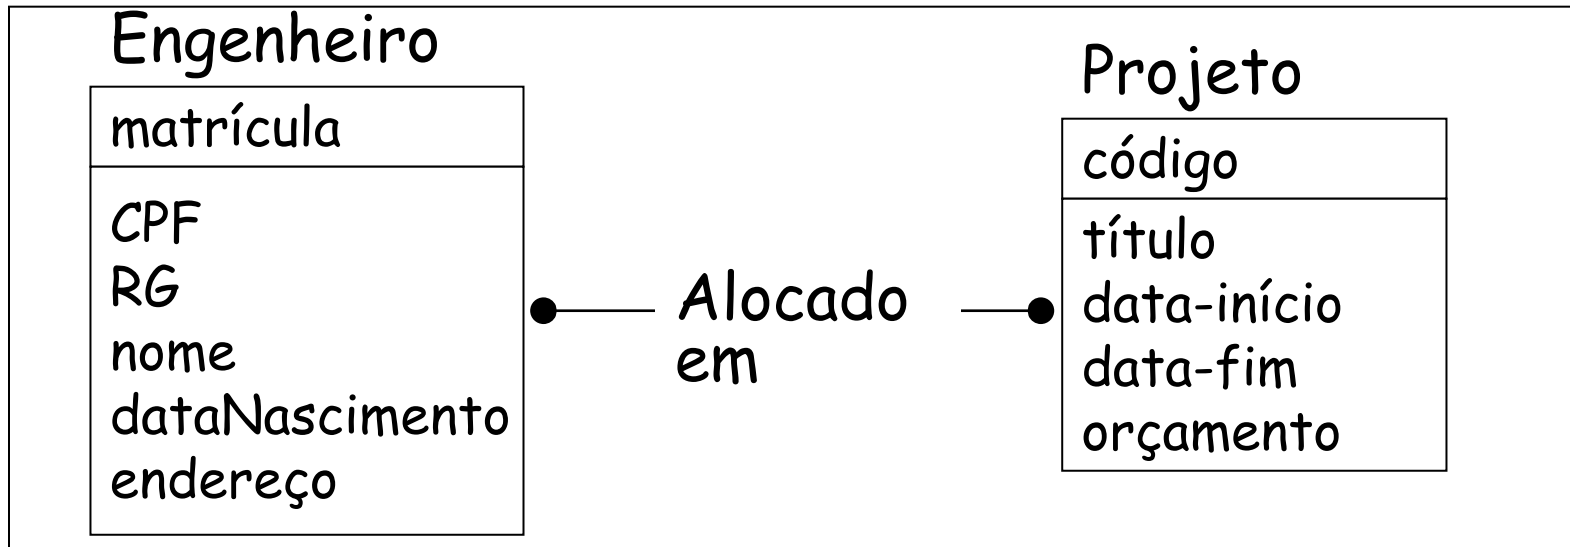 Engenheiro
matrícula
CPF
RG
nome
dataNascimento
endereço
Alocado
em
Projeto
código
título
data-início
data-fim
orçamento